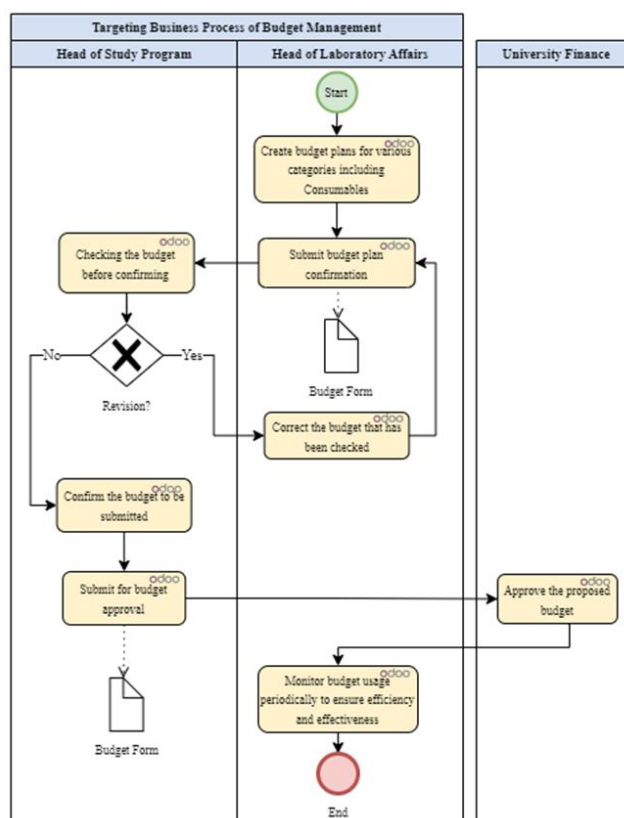 Targeting Business Process of Budget Management
Head of Study Program
Head of Laboratory Affairs
University Finance
Start
odoo
Create budget plans for various
categories including
Consumables
odoo
Checking the budget
before confirming
odoo
Submit budget plan
confirmation
No
Yes
Revision?
Budget Form
odoo
Correct the budget that has
been checked
odoo
Confirm the budget to be
submitted
odoo
Submit for budget
approval
odoo
Approve the proposed
budget
odoo
Monitor budget usage
periodically to ensure efficiency
and effectiveness
Budget Form
End